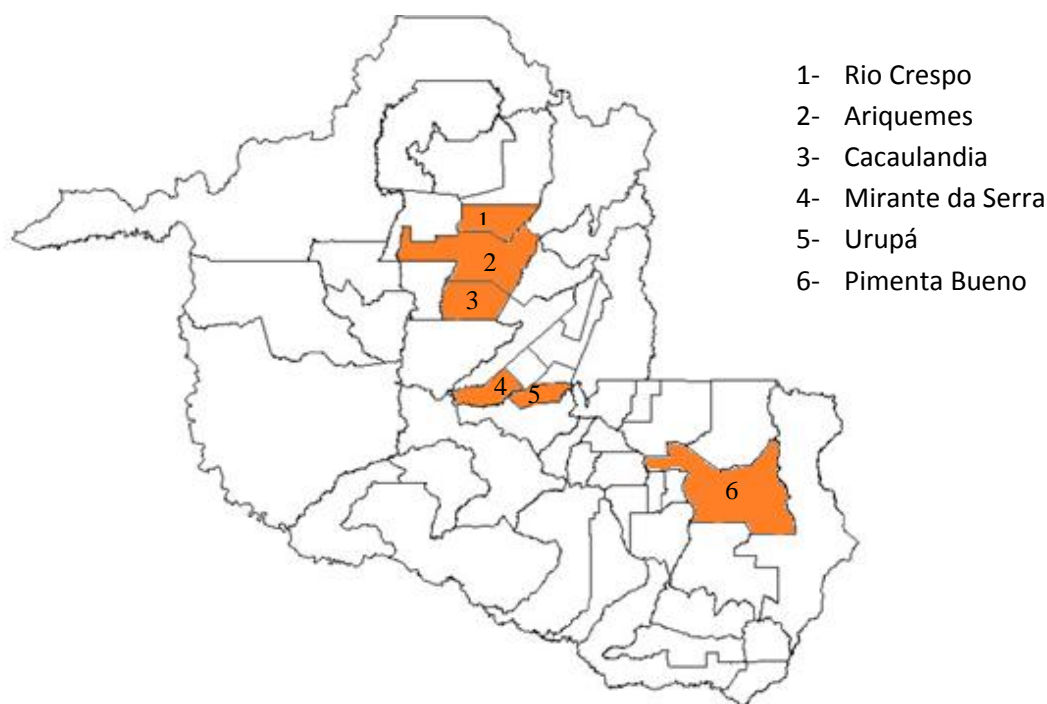 1- Rio Crespo
2- Ariquemes
3- Cacaulandia
4- Mirante da Serra
5- Urupá
6- Pimenta Bueno
1
2
3
4
5
6